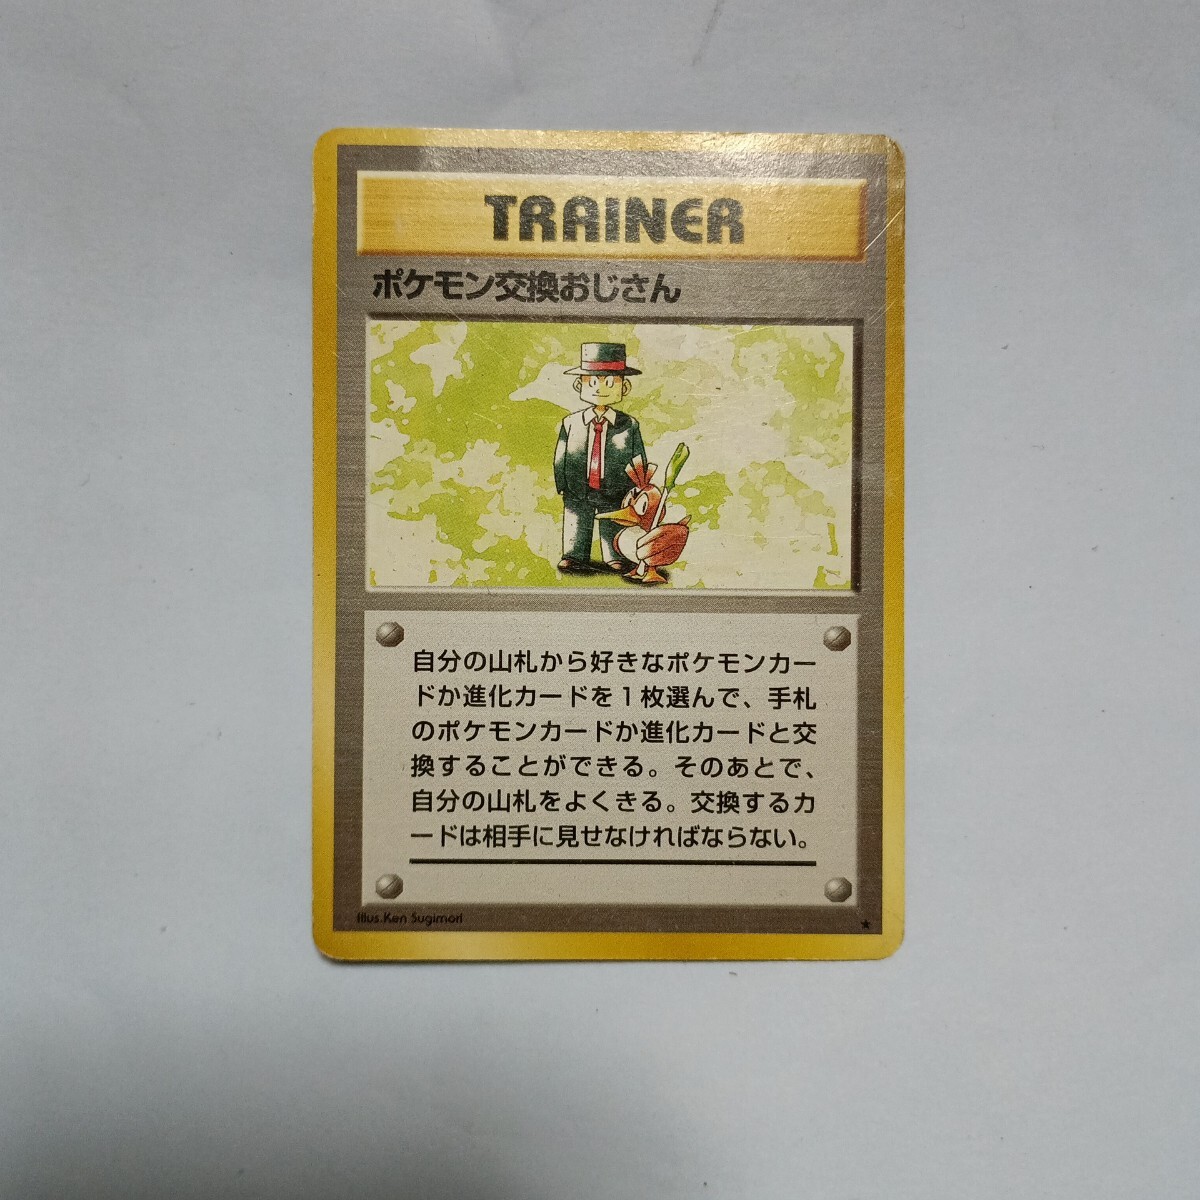 TRAINER
ポケモン交換おじさん
自分の山札から好きなポケモンカー
ドか進化カードを1枚選んで、手札
のポケモンカードか進化カードと交
換することができる。そのあとで、
自分の山札をよくきる。交換するカ
ードは相手に見せなければならない。
Illus.Ken Sugimori
★